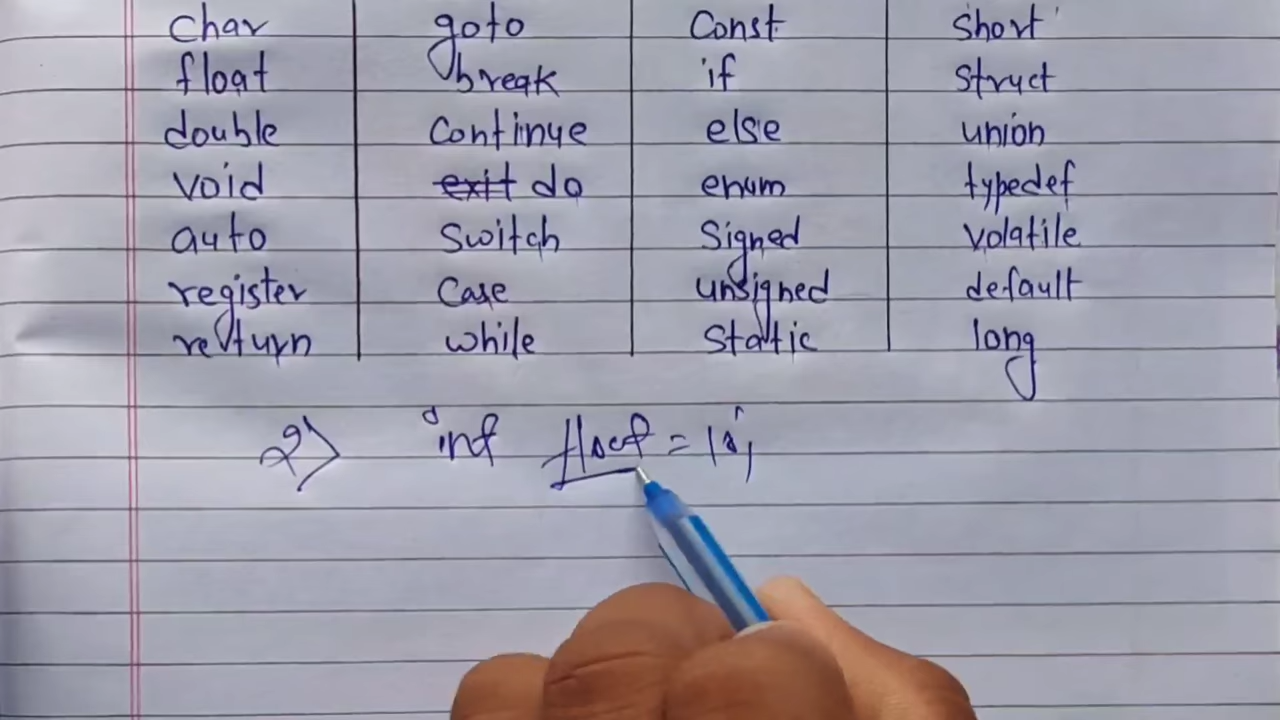 Char goto Const short
float break if struct
double Continue else union
void exit do enum typedef
auto Switch Signed volatile
register Case unsigned default
return while static long
2) int float = 10;